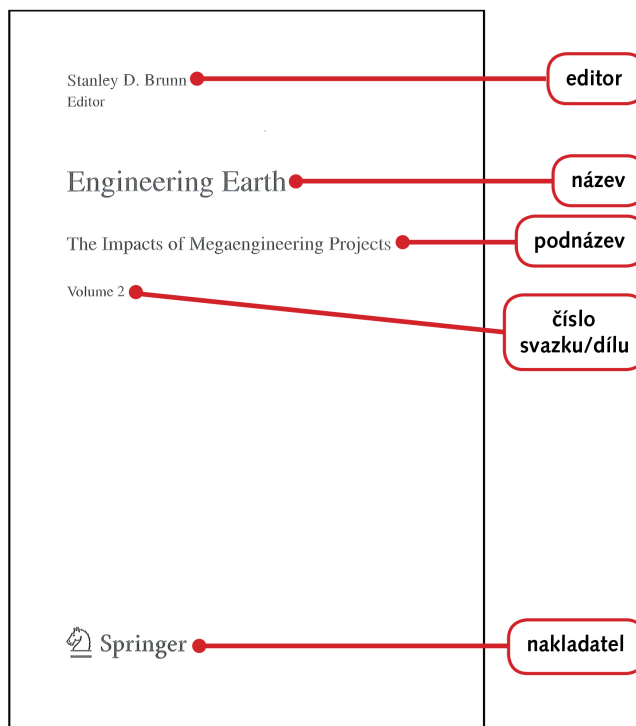 Stanley D. Brunn
Editor
editor
Engineering Earth
název
The Impacts of Megaengineering Projects
podnázev
Volume 2
číslo
svazku/dílu
Springer
nakladatel